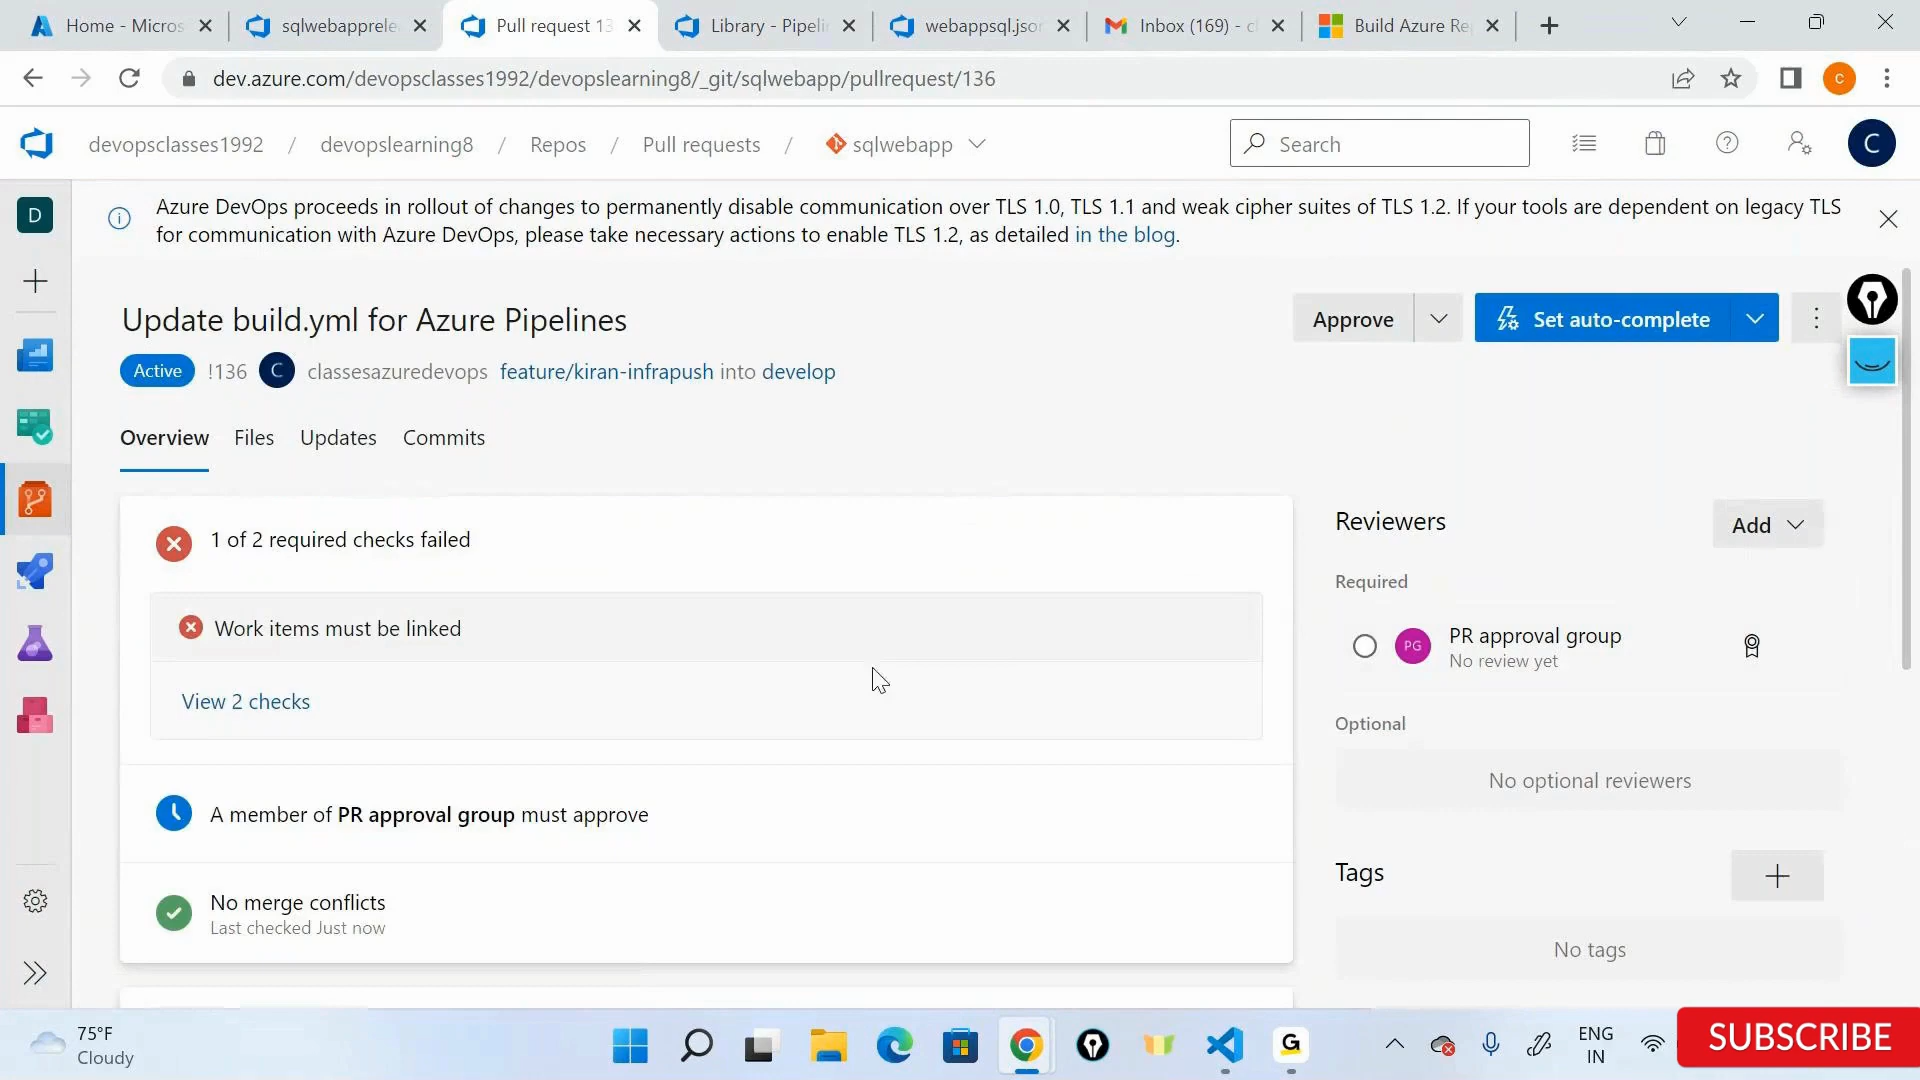 Home - Micros
sqlwebapprele
Pull request 13
Library - Pipelin
webappsql.json
Inbox (169) - c
Build Azure Re
dev.azure.com/devopsclasses1992/devopslearning8/_git/sqlwebapp/pullrequest/136
c
devopsclasses1992 / devopslearning8 / Repos / Pull requests / sqlwebapp
Search
C
D
Azure DevOps proceeds in rollout of changes to permanently disable communication over TLS 1.0, TLS 1.1 and weak cipher suites of TLS 1.2. If your tools are dependent on legacy TLS
for communication with Azure DevOps, please take necessary actions to enable TLS 1.2, as detailed in the blog.
Update build.yml for Azure Pipelines
Approve
Set auto-complete
Active !136 C classesazuredevops feature/kiran-infrapush into develop
Overview Files Updates Commits
1 of 2 required checks failed
Work items must be linked
View 2 checks
A member of PR approval group must approve
No merge conflicts
Last checked Just now
Reviewers
Add
Required
PG
PR approval group
No review yet
Optional
No optional reviewers
Tags
No tags
75°F
Cloudy
G
ENG
IN
SUBSCRIBE